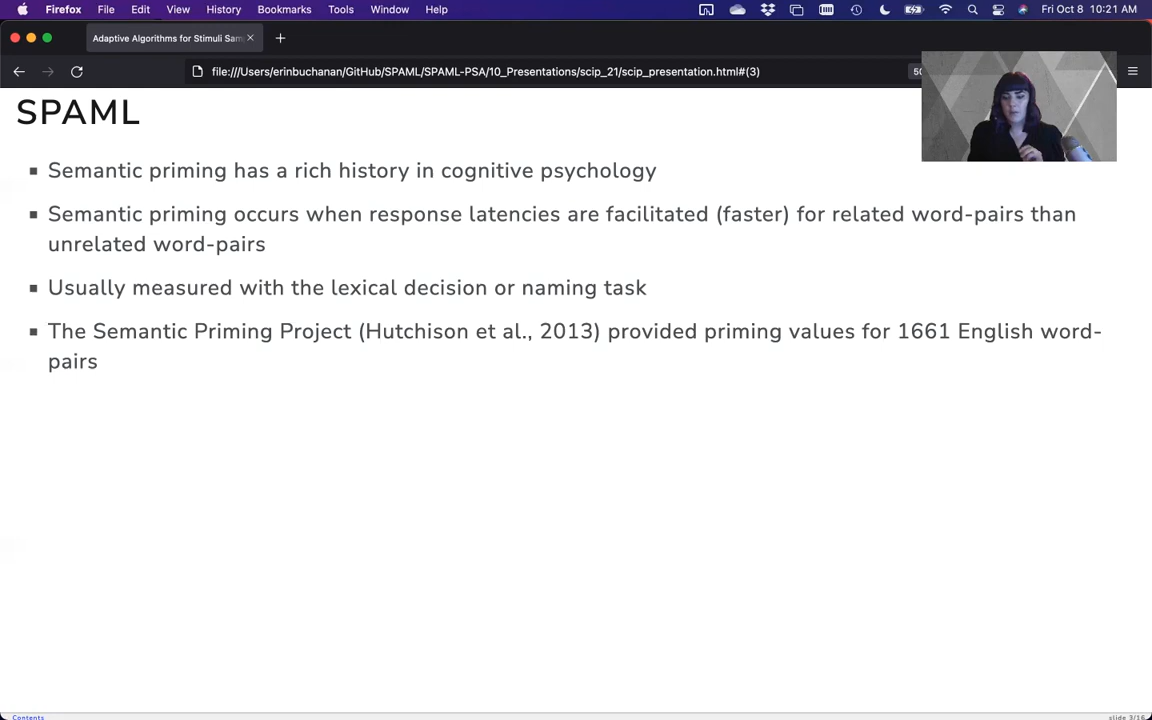 Firefox File Edit View History Bookmarks Tools Window Help Fri Oct 8 10:21 AM
Adaptive Algorithms for Stimuli Sam
file:///Users/erinbuchanan/GitHub/SPAML/SPAML-PSA/10_Presentations/scip_21/scip_presentation.html#(3) 50
SPAML
▪ Semantic priming has a rich history in cognitive psychology
▪ Semantic priming occurs when response latencies are facilitated (faster) for related word-pairs than
unrelated word-pairs
▪ Usually measured with the lexical decision or naming task
▪ The Semantic Priming Project (Hutchison et al., 2013) provided priming values for 1661 English word-
pairs
Contents slide 3/16